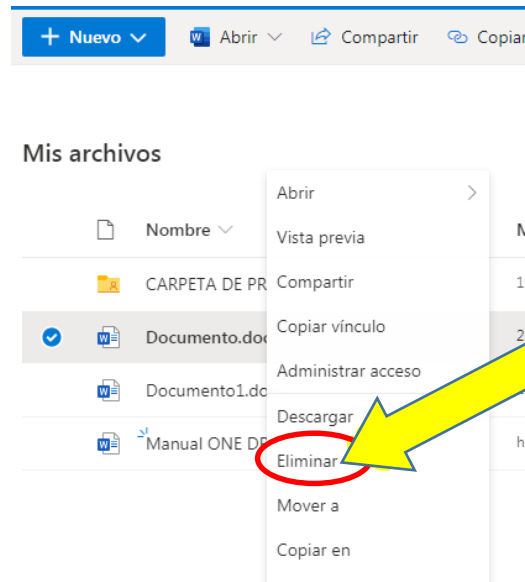 + Nuevo Abrir Compartir Copiar
Mis archivos
Nombre
CARPETA DE PR
Documento.doc
Documento1.do
Manual ONE DR
Abrir
Vista previa
Compartir
Copiar vínculo
Administrar acceso
Descargar
Eliminar
Mover a
Copiar en